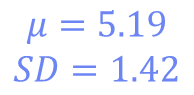 μ = 5.19
SD = 1.42